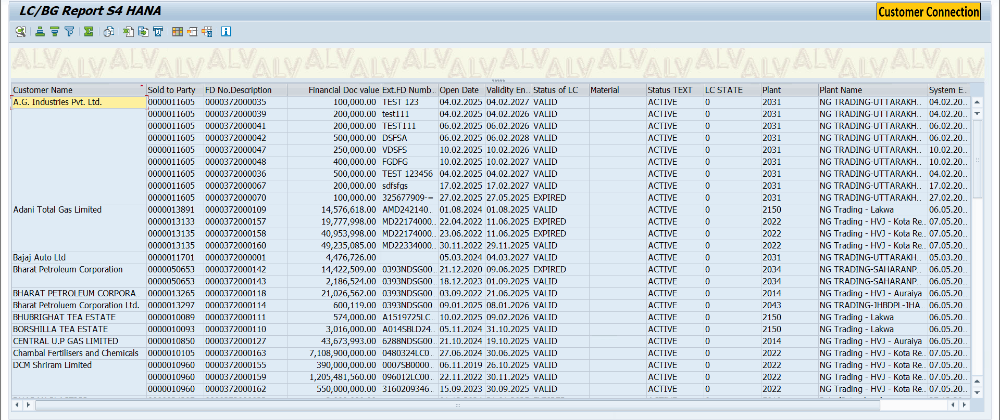 LC/BG Report S4 HANA
Customer Connection
ALV ALV ALV ALV ALV ALV ALV ALV ALV ALV ALV ALV ALV ALV ALV ALV ALV ALV ALV ALV
Customer Name Sold to Party FD No.Description Financial Doc value Ext.FD Numb... Open Date Validity En... Status of LC Material Status TEXT LC STATE Plant Plant Name System E...
A.G. Industries Pvt. Ltd. 0000011605 0000372000035 100,000.00 TEST 123 04.02.2025 04.02.2027 VALID ACTIVE 0 2031 NG TRADING-UTTARAKH... 04.02.20...
0000011605 0000372000039 200,000.00 test111 04.02.2025 04.02.2026 VALID ACTIVE 0 2031 NG TRADING-UTTARAKH... 04.02.20...
0000011605 0000372000041 200,000.00 TEST111 06.02.2025 06.02.2026 VALID ACTIVE 0 2031 NG TRADING-UTTARAKH... 06.02.20...
0000011605 0000372000042 500,000.00 DSFSA 06.02.2025 06.02.2028 VALID ACTIVE 0 2031 NG TRADING-UTTARAKH... 06.02.20...
0000011605 0000372000047 250,000.00 VDSFS 10.02.2025 10.02.2026 VALID ACTIVE 0 2031 NG TRADING-UTTARAKH... 10.02.20...
0000011605 0000372000048 400,000.00 FGDFG 10.02.2025 10.02.2027 VALID ACTIVE 0 2031 NG TRADING-UTTARAKH... 10.02.20...
0000011605 0000372000036 500,000.00 TEST 123456 04.02.2025 04.02.2027 VALID ACTIVE 0 2031 NG TRADING-UTTARAKH... 04.02.20...
0000011605 0000372000067 200,000.00 sdfsfgs 17.02.2025 17.02.2027 VALID ACTIVE 0 2031 NG TRADING-UTTARAKH... 17.02.20...
0000011605 0000372000070 100,000.00 325677909-= 27.02.2025 27.05.2025 EXPIRED ACTIVE 0 2031 NG TRADING-UTTARAKH... 27.02.20...
Adani Total Gas Limited 0000013891 0000372000109 14,576,618.00 AMD242140... 01.08.2024 01.08.2025 VALID ACTIVE 0 2150 NG Trading - Lakwa 06.05.20...
0000013133 0000372000157 19,777,998.00 MD22174000... 22.04.2022 11.06.2025 EXPIRED ACTIVE 0 2022 NG Trading - HVJ - Kota Re... 07.05.20...
0000013135 0000372000158 40,953,998.00 MD22174000... 23.06.2022 11.06.2025 EXPIRED ACTIVE 0 2022 NG Trading - HVJ - Kota Re... 07.05.20...
0000013135 0000372000160 49,235,085.00 MD22334000... 30.11.2022 29.11.2025 VALID ACTIVE 0 2022 NG Trading - HVJ - Kota Re... 07.05.20...
Bajaj Auto Ltd 0000011701 0000372000001 4,476,726.00 05.03.2024 04.03.2027 VALID ACTIVE 0 2031 NG TRADING-UTTARAKH... 05.03.20...
Bharat Petroleum Corporation 0000050653 0000372000142 14,422,509.00 0393NDSG00... 21.12.2020 09.06.2025 EXPIRED ACTIVE 0 2034 NG TRADING-SAHARANP... 06.05.20...
0000050653 0000372000143 2,186,524.00 0393NDSG00... 18.12.2023 01.09.2025 VALID ACTIVE 0 2034 NG TRADING-SAHARANP... 06.05.20...
BHARAT PETROLEUM CORPORA... 0000013265 0000372000118 21,026,562.00 0393NDSG00... 03.09.2022 21.06.2025 VALID ACTIVE 0 2014 NG Trading - HVJ - Auraiya 06.05.20...
Bharat Petroluem Corporation Ltd. 0000013297 0000372000114 600,119.00 0393NDSG00... 09.01.2025 08.01.2026 VALID ACTIVE 0 2043 NG TRADING-JHBDPL-JHA... 06.05.20...
BHUBRIGHAT TEA ESTATE 0000010089 0000372000111 574,000.00 A1519725LC... 10.02.2025 09.02.2026 VALID ACTIVE 0 2150 NG Trading - Lakwa 06.05.20...
BORSHILLA TEA ESTATE 0000010093 0000372000110 3,016,000.00 A014SBLD24... 05.11.2024 31.10.2025 VALID ACTIVE 0 2150 NG Trading - Lakwa 06.05.20...
CENTRAL U.P GAS LIMITED 0000010850 0000372000127 43,673,993.00 6288NDSG00... 21.10.2024 19.10.2025 VALID ACTIVE 0 2014 NG Trading - HVJ - Auraiya 06.05.20...
Chambal Fertilisers and Chemicals 0000010105 0000372000163 7,108,900,000.00 0480324LC0... 27.06.2024 30.06.2025 VALID ACTIVE 0 2022 NG Trading - HVJ - Kota Re... 07.05.20...
DCM Shriram Limited 0000010960 0000372000155 390,000,000.00 0007SB0000... 06.11.2019 26.10.2025 VALID ACTIVE 0 2022 NG Trading - HVJ - Kota Re... 07.05.20...
0000010960 0000372000159 1,205,481,560.00 096012LC00... 22.11.2022 30.11.2025 VALID ACTIVE 0 2022 NG Trading - HVJ - Kota Re... 07.05.20...
0000010960 0000372000162 550,000,000.00 3160209346... 15.09.2023 30.09.2025 VALID ACTIVE 0 2022 NG Trading - HVJ - Kota Re... 07.05.20...